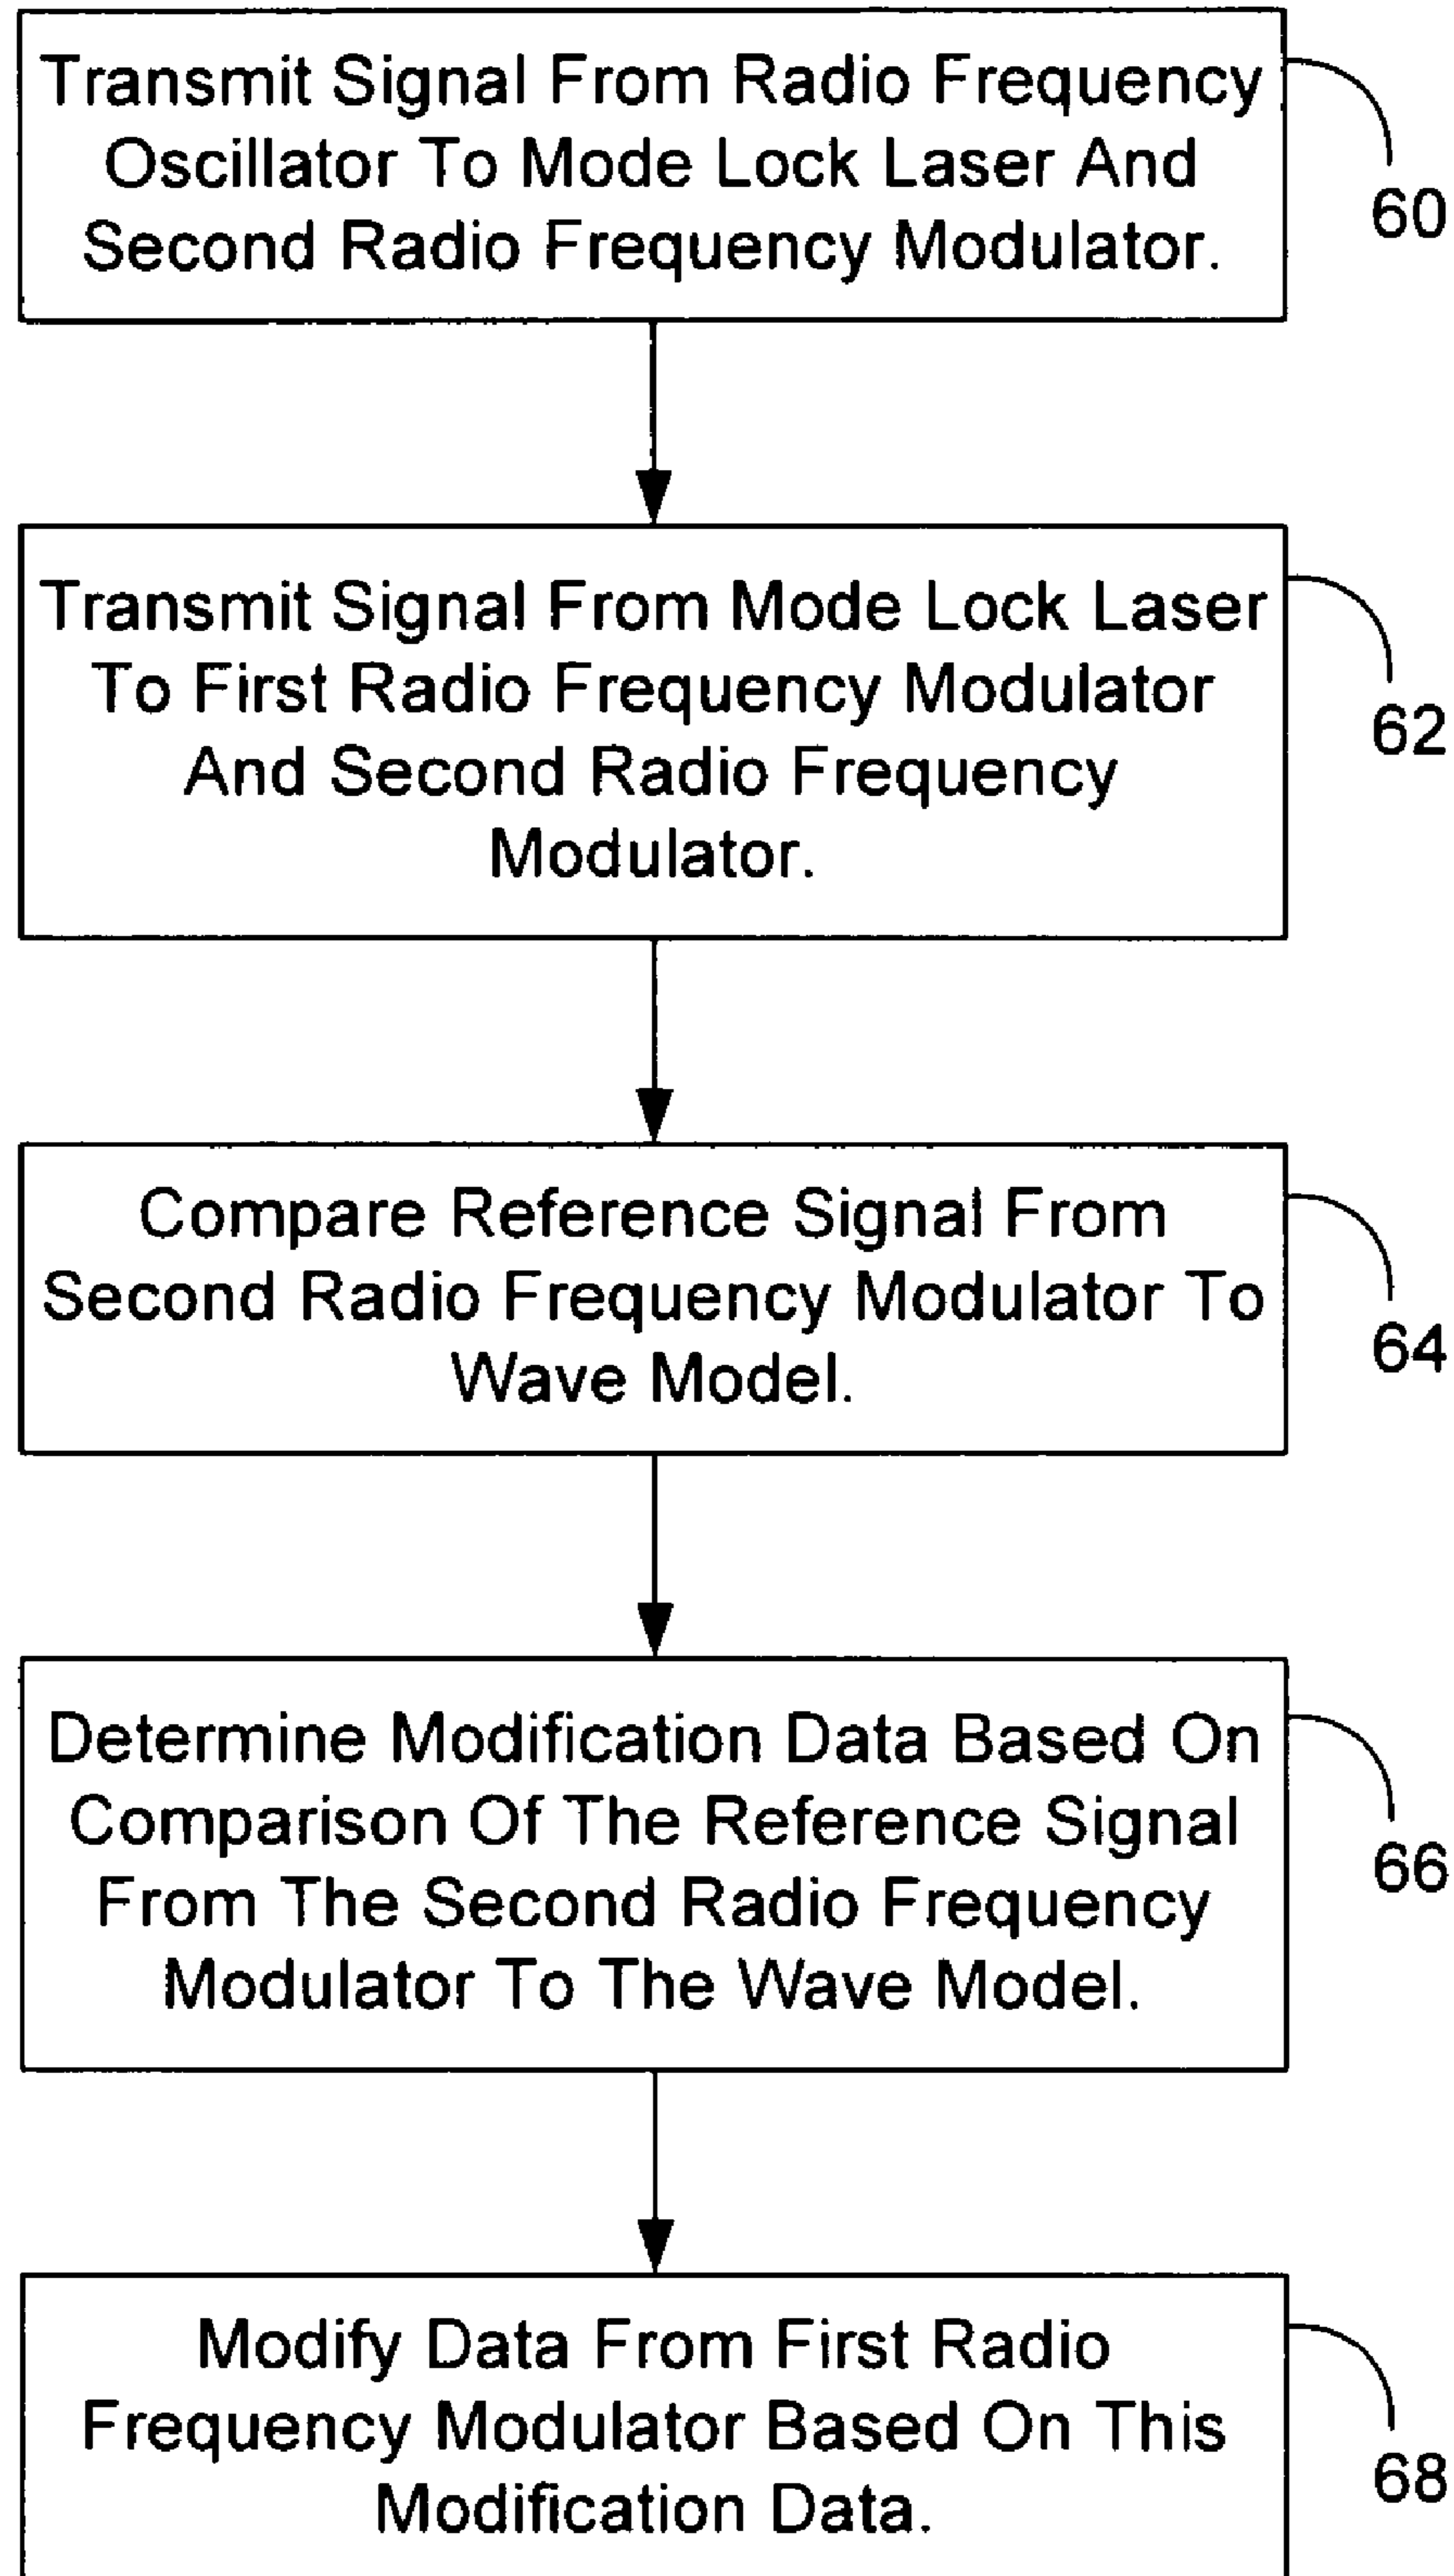 Transmit Signal From Radio Frequency
Oscillator To Mode Lock Laser And
Second Radio Frequency Modulator.
60
Transmit Signal From Mode Lock Laser
To First Radio Frequency Modulator
And Second Radio Frequency
Modulator.
62
Compare Reference Signal From
Second Radio Frequency Modulator To
Wave Model.
64
Determine Modification Data Based On
Comparison Of The Reference Signal
From The Second Radio Frequency
Modulator To The Wave Model.
66
Modify Data From First Radio
Frequency Modulator Based On This
Modification Data.
68